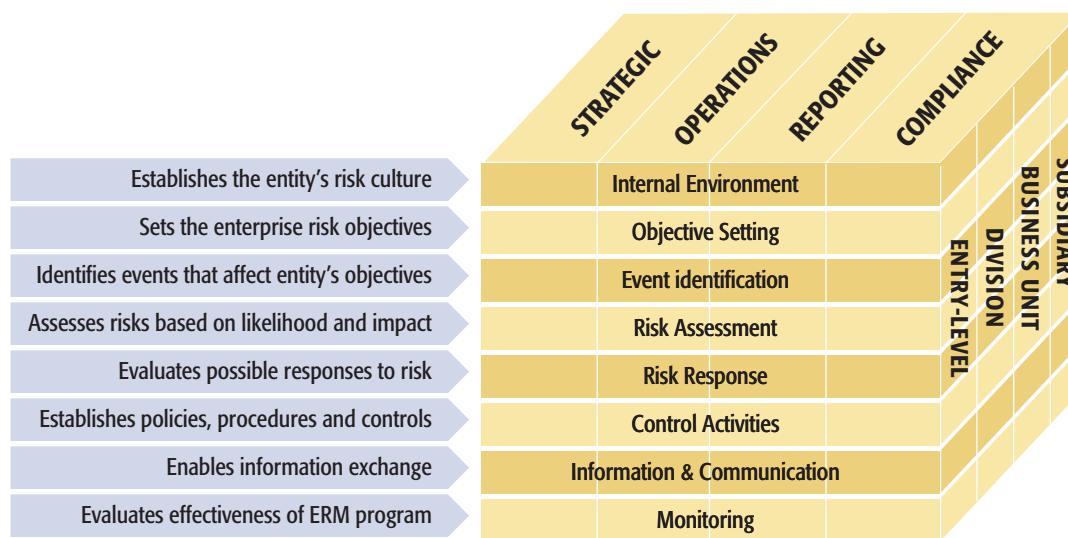 STRATEGIC
OPERATIONS
REPORTING
COMPLIANCE
Establishes the entity's risk culture
Internal Environment
Sets the enterprise risk objectives
Objective Setting
Identifies events that affect entity's objectives
Event identification
Assesses risks based on likelihood and impact
Risk Assessment
Evaluates possible responses to risk
Risk Response
Establishes policies, procedures and controls
Control Activities
Enables information exchange
Information & Communication
Evaluates effectiveness of ERM program
Monitoring
ENTRY-LEVEL
DIVISION
BUSINESS UNIT
SUBSIDIARY